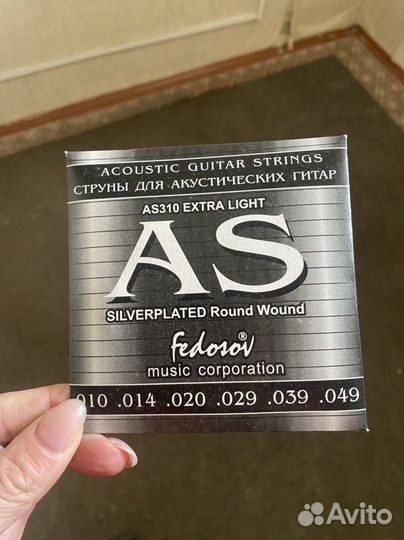 ACOUSTIC GUITAR STRINGS
СТРУНЫ ДЛЯ АКУСТИЧЕСКИХ ГИТАР
AS310 EXTRA LIGHT
AS
SILVERPLATED Round Wound
fedosov®
music corporation
.010 .014 .020 .029 .039 .049
Avito